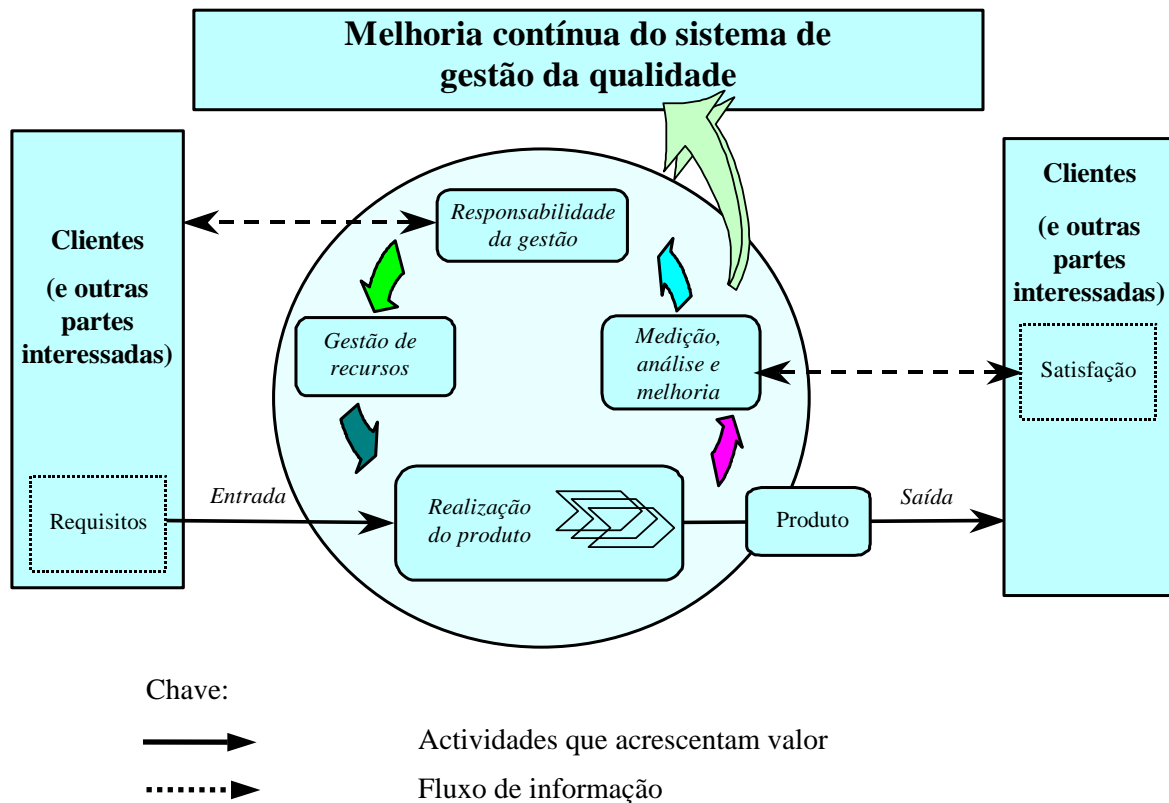 Melhoria contínua do sistema de
gestão da qualidade
Clientes
(e outras
partes
interessadas)
Requisitos
Entrada
Responsabilidade
da gestão
Gestão de
recursos
Medição,
análise e
melhoria
Realização
do produto
Produto
Saída
Clientes
(e outras
partes
interessadas)
Satisfação
Chave:
Actividades que acrescentam valor
Fluxo de informação